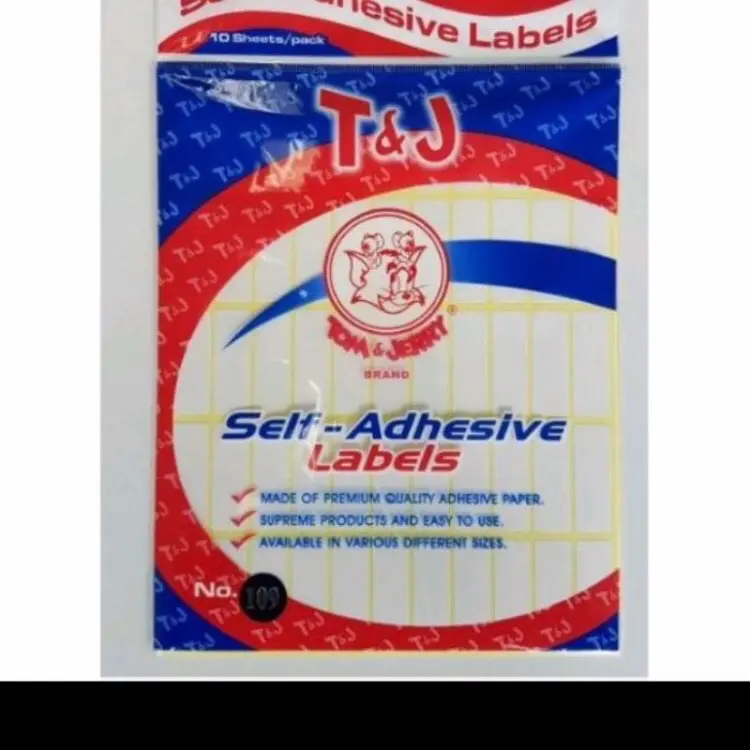 Adhesive Labels
10 Sheets/pack
T&J
TOM & JERRY®
BRAND
Self-Adhesive
Labels
MADE OF PREMIUM QUALITY ADHESIVE PAPER.
SUPREME PRODUCTS AND EASY TO USE.
AVAILABLE IN VARIOUS DIFFERENT SIZES.
No. 109